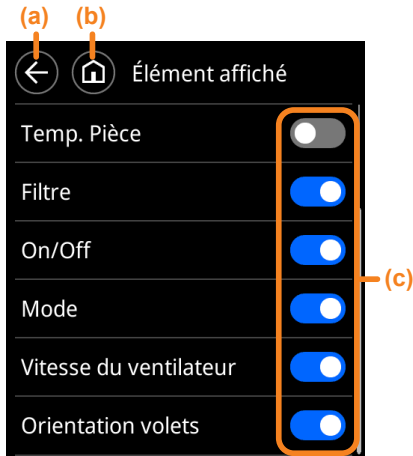 (a) (b)
Élément affiché
Temp. Pièce
Filtre
On/Off
Mode
(c)
Vitesse du ventilateur
Orientation volets